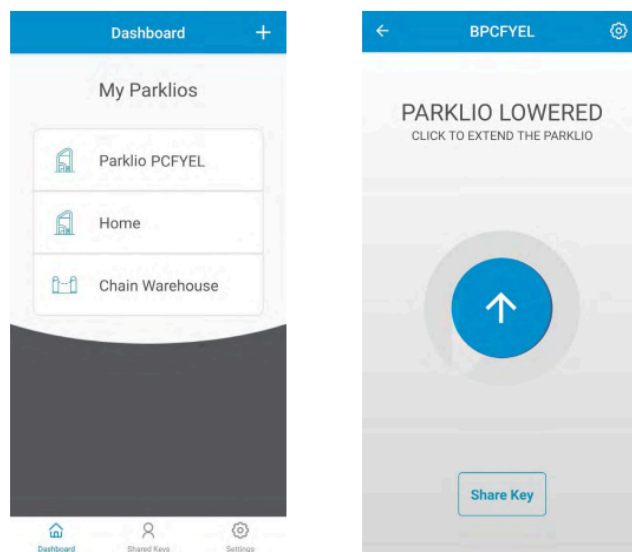 Dashboard
My Parklios
Parklio PCFYEL
Home
Chain Warehouse
Dashboard
Shared Keys
Settings
BPCFYEL
PARKLIO LOWERED
CLICK TO EXTEND THE PARKLIO
Share Key